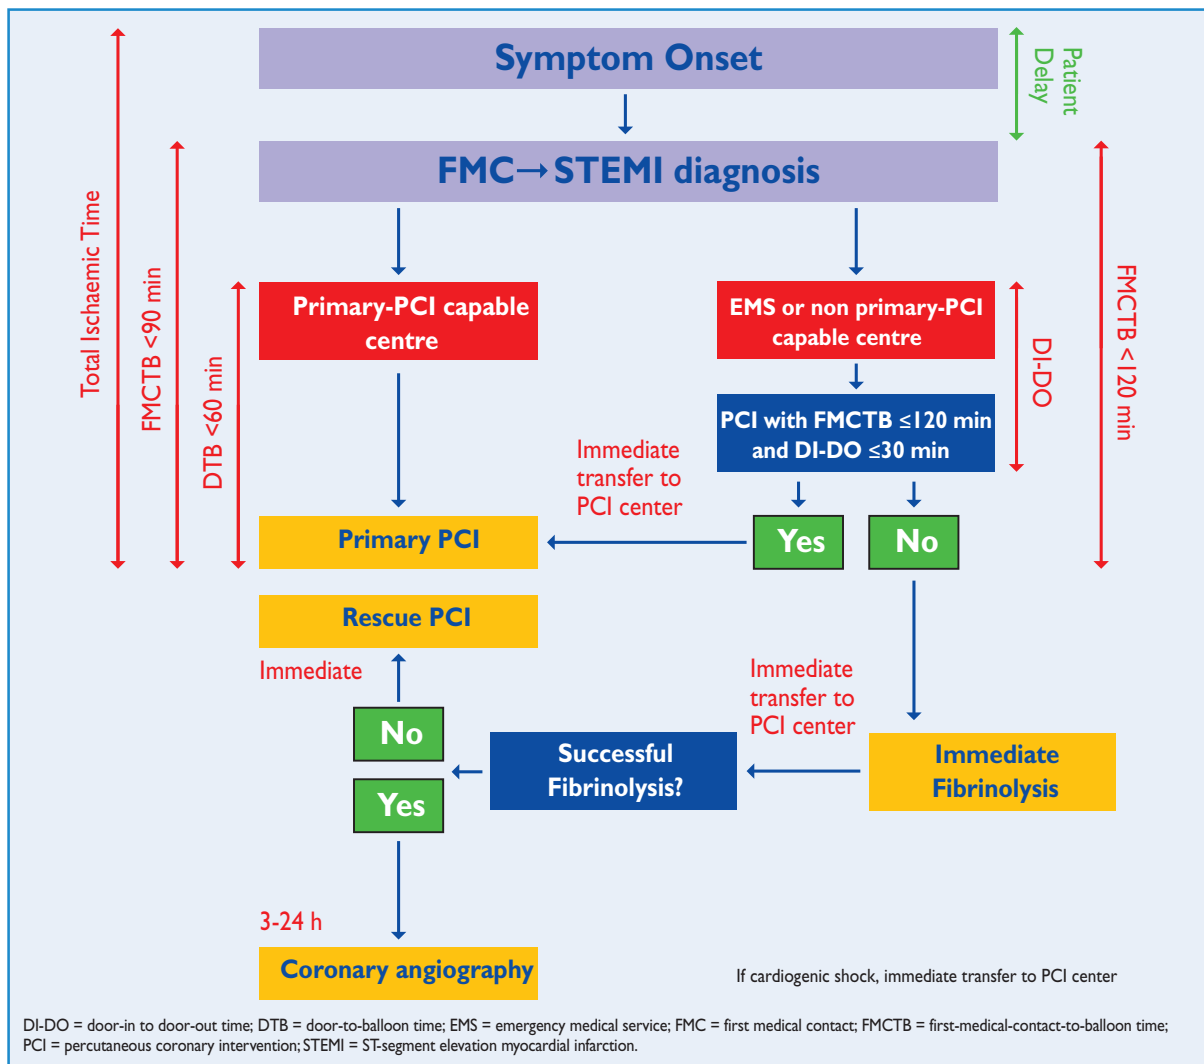 Symptom Onset
Patient
Delay
FMC→ STEMI diagnosis
Total Ischaemic Time
FMCTB <90 min
DTB <60 min
Primary-PCI capable
centre
EMS or non primary-PCI
capable centre
DI-DO
FMCTB <120 min
PCI with FMCTB ≤120 min
and DI-DO ≤30 min
Immediate
transfer to
PCI center
Primary PCI
Yes
No
Rescue PCI
Immediate
Immediate
transfer to
PCI center
No
Yes
Successful
Fibrinolysis?
Immediate
Fibrinolysis
3-24 h
Coronary angiography
If cardiogenic shock, immediate transfer to PCI center
DI-DO = door-in to door-out time; DTB = door-to-balloon time; EMS = emergency medical service; FMC = first medical contact; FMCTB = first-medical-contact-to-balloon time;
PCI = percutaneous coronary intervention; STEMI = ST-segment elevation myocardial infarction.